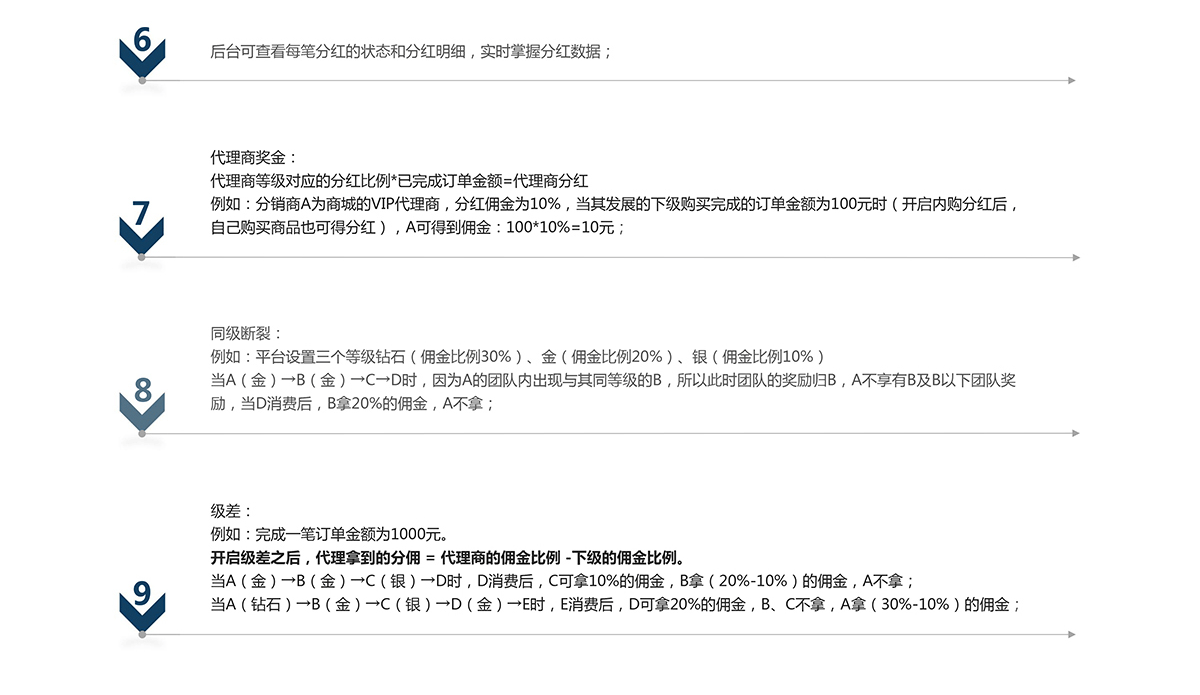 6
后台可查看每笔分红的状态和分红明细，实时掌握分红数据；
7
代理商奖金：
代理商等级对应的分红比例*已完成订单金额=代理商分红
例如：分销商A为商城的VIP代理商，分红佣金为10%，当其发展的下级购买完成的订单金额为100元时（开启内购分红后，
自己购买商品也可得分红），A可得到佣金：100*10%=10元；
8
同级断裂：
例如：平台设置三个等级钻石（佣金比例30%）、金（佣金比例20%）、银（佣金比例10%）
当A（金）→B（金）→C→D时，因为A的团队内出现与其同等级的B，所以此时团队的奖励归B，A不享有B及B以下团队奖
励，当D消费后，B拿20%的佣金，A不拿；
9
级差：
例如：完成一笔订单金额为1000元。
开启级差之后，代理拿到的分佣 = 代理商的佣金比例 -下级的佣金比例。
当A（金）→B（金）→C（银）→D时，D消费后，C可拿10%的佣金，B拿（20%-10%）的佣金，A不拿；
当A（钻石）→B（金）→C（银）→D（金）→E时，E消费后，D可拿20%的佣金，B、C不拿，A拿（30%-10%）的佣金；